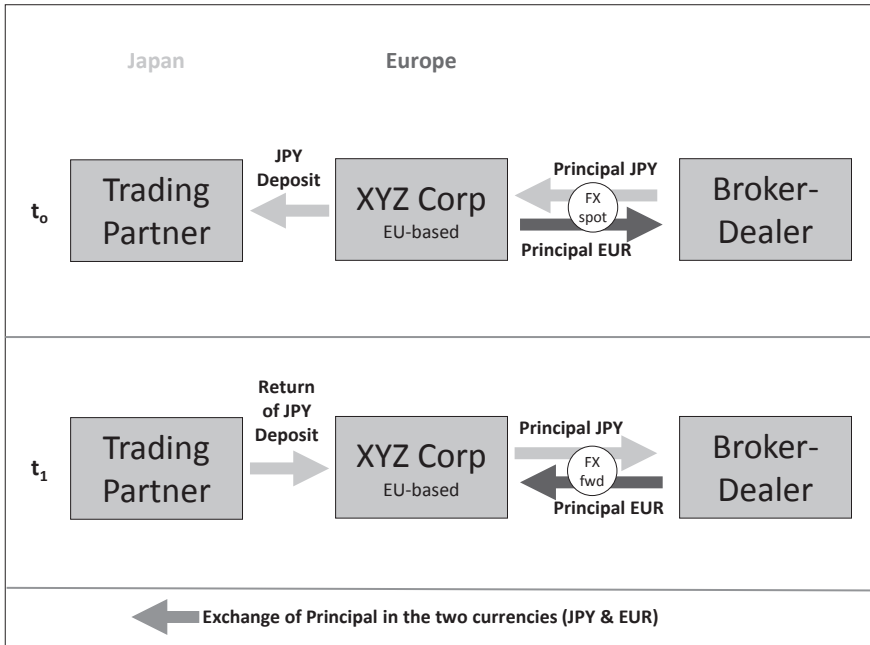 Japan
Europe
t₀
Trading
Partner
JPY
Deposit
XYZ Corp
EU-based
Principal JPY
FX
spot
Principal EUR
Broker-
Dealer
t₁
Trading
Partner
Return
of JPY
Deposit
XYZ Corp
EU-based
Principal JPY
FX
fwd
Principal EUR
Broker-
Dealer
Exchange of Principal in the two currencies (JPY & EUR)